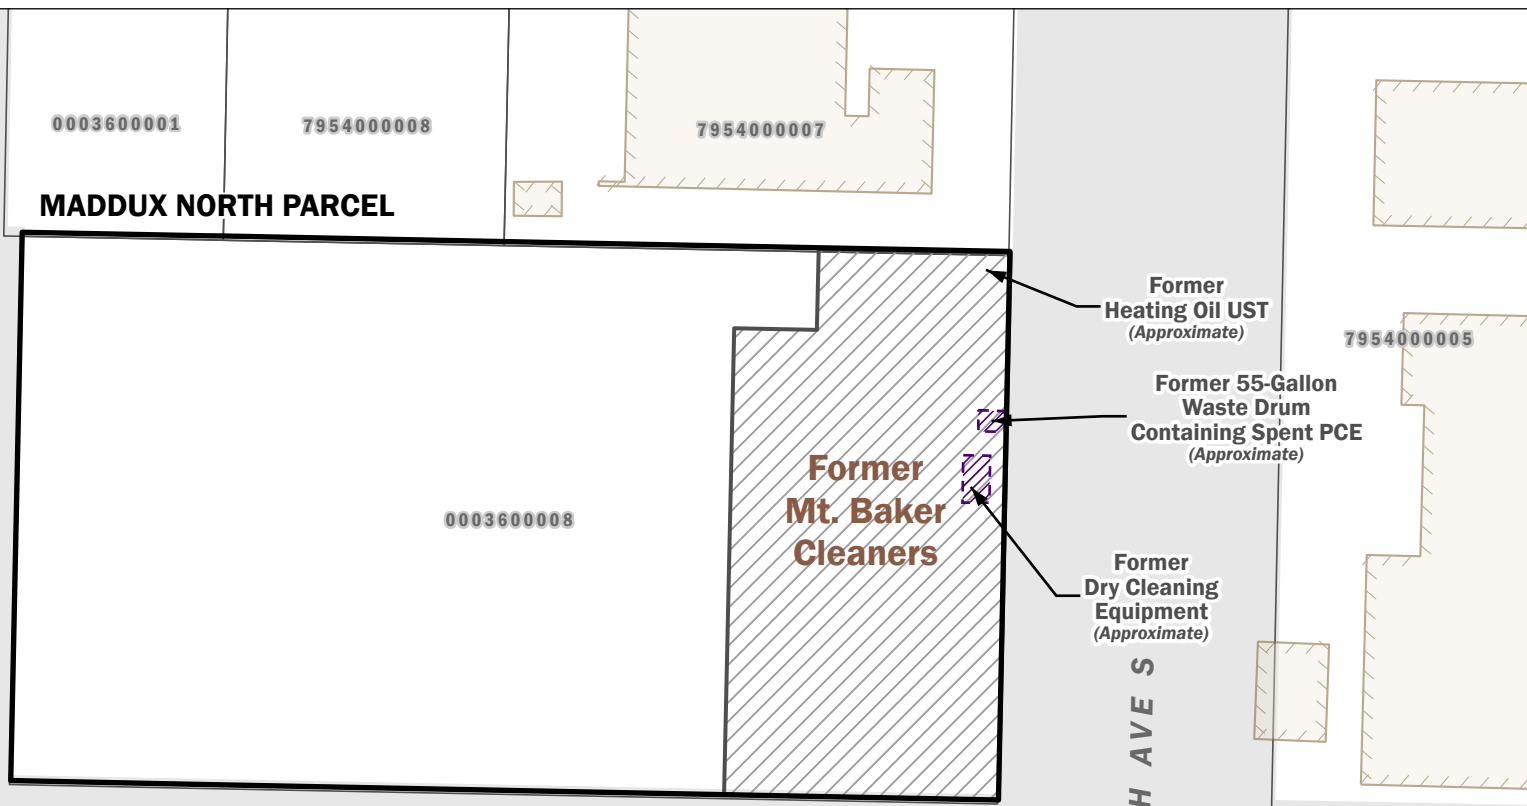 0003600001
7954000008
7954000007
MADDUX NORTH PARCEL
Former
Heating Oil UST
(Approximate)
7954000005
Former 55-Gallon
Waste Drum
Containing Spent PCE
(Approximate)
Former
Mt. Baker
Cleaners
0003600008
Former
Dry Cleaning
Equipment
(Approximate)
H AVE S